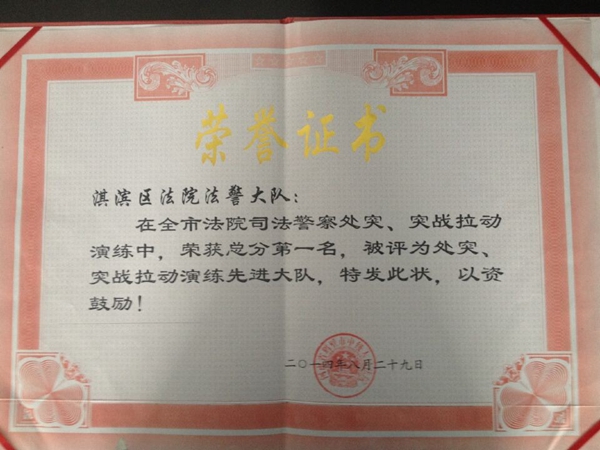 荣誉证书
淇滨区法院法警大队：
在全市法院司法警察处突、突战拉动
演练中，荣获总分第一名，被评为处突、
突战拉动演练先进大队，特发此状，以资
鼓励！
二〇一四年八月二十九日